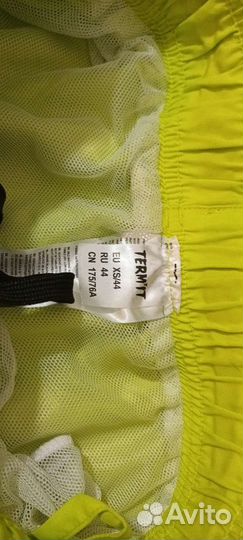 TERMIT
EU XS/44
RU 44
CN 175/76A
Avito